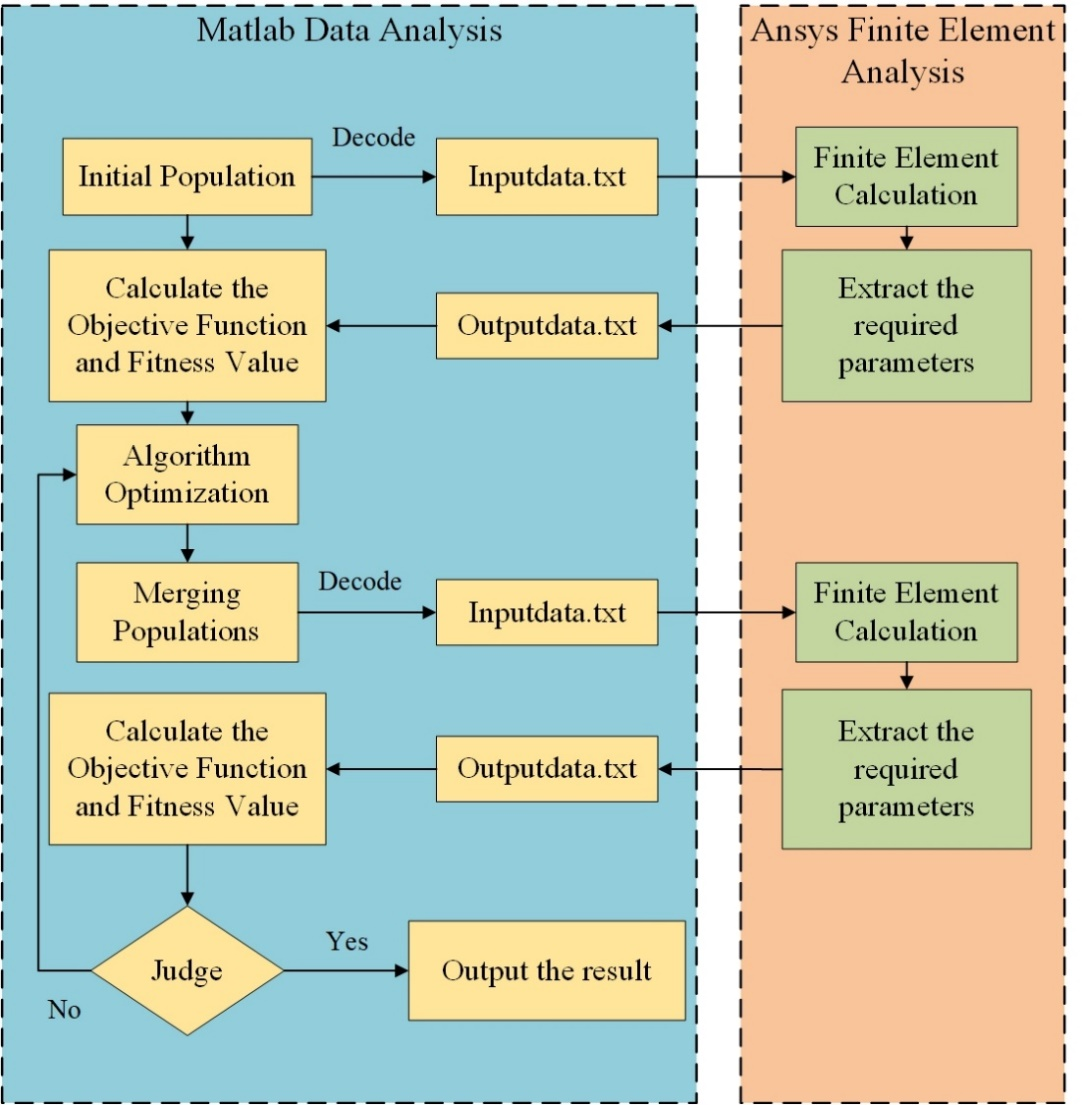 Matlab Data Analysis
Ansys Finite Element
Analysis
Decode
Initial Population
Inputdata.txt
Finite Element
Calculation
Calculate the
Objective Function
and Fitness Value
Outputdata.txt
Extract the
required
parameters
Algorithm
Optimization
Merging
Populations
Decode
Inputdata.txt
Finite Element
Calculation
Calculate the
Objective Function
and Fitness Value
Outputdata.txt
Extract the
required
parameters
Judge
Yes
No
Output the result